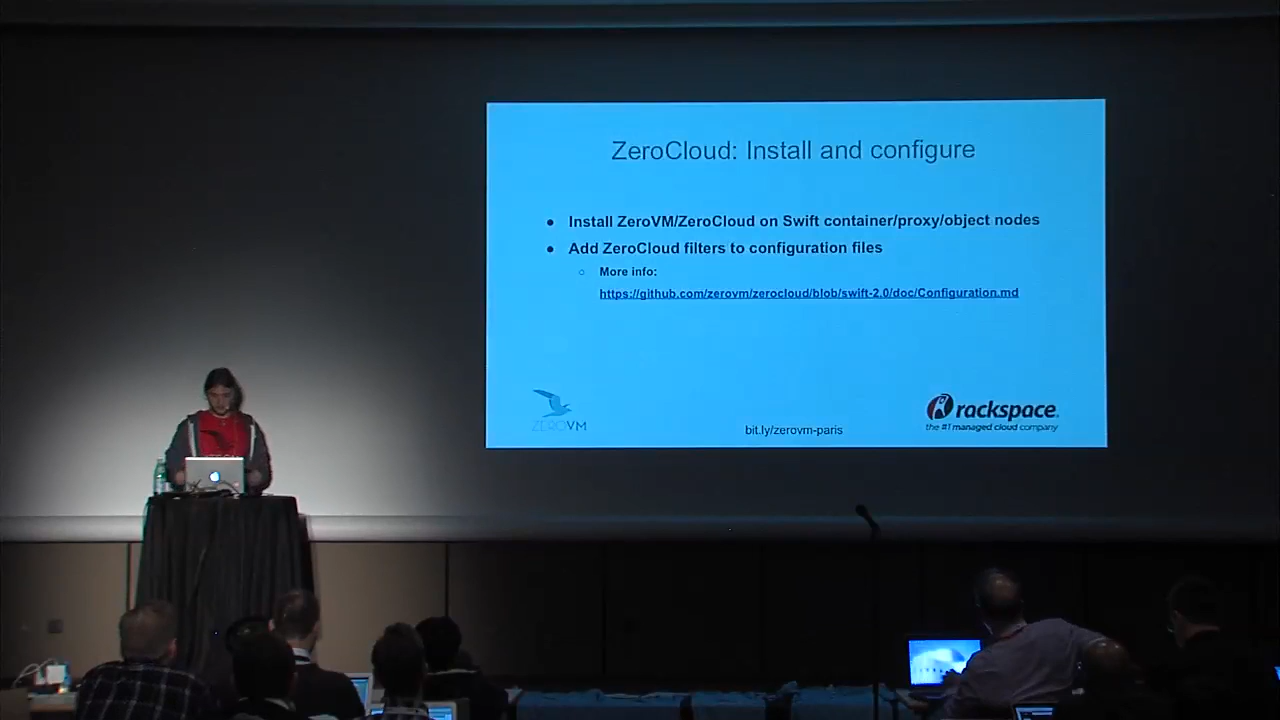 ZeroCloud: Install and configure
● Install ZeroVM/ZeroCloud on Swift container/proxy/object nodes
● Add ZeroCloud filters to configuration files
○ More info:
https://github.com/zerovm/zerocloud/blob/swift-2.0/doc/Configuration.md
ZEROVM
bit.ly/zerovm-paris
rackspace.
the #1 managed cloud company